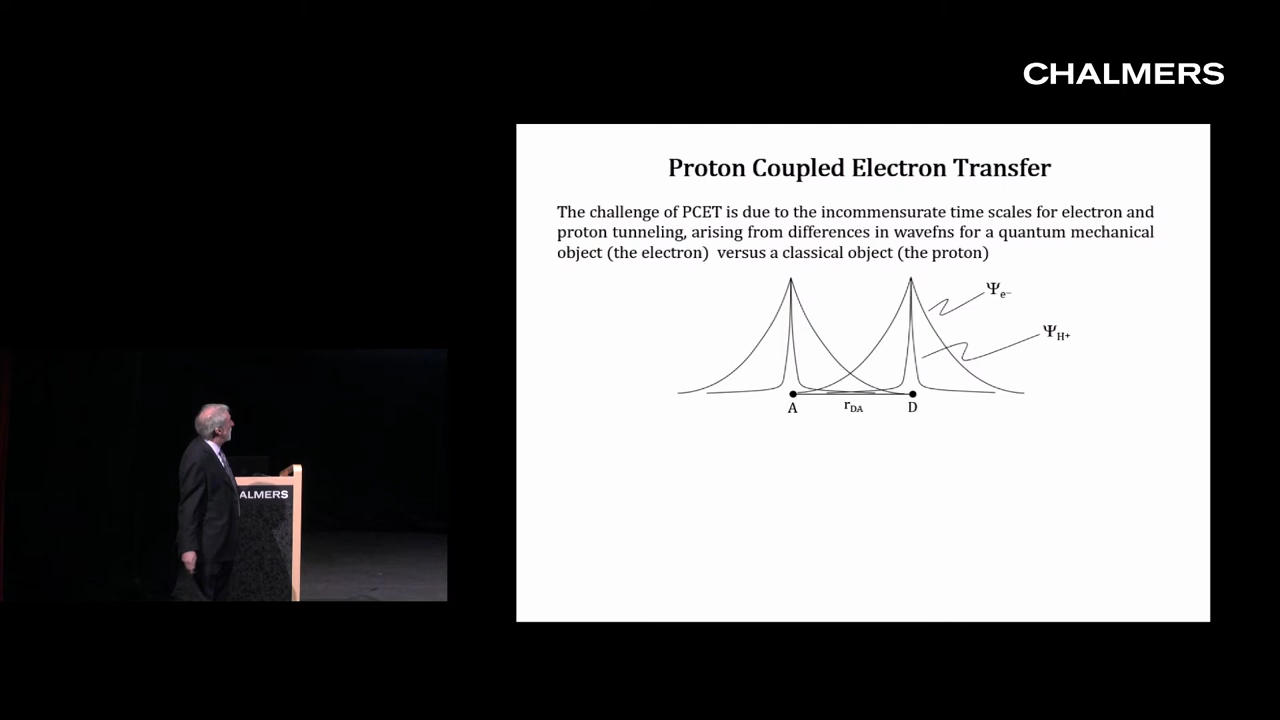 CHALMERS
Proton Coupled Electron Transfer
The challenge of PCET is due to the incommensurate time scales for electron and
proton tunneling, arising from differences in wavefns for a quantum mechanical
object (the electron)  versus a classical object (the proton)
Ψe⁻
ΨH⁺
A
rDA
D
ALMERS